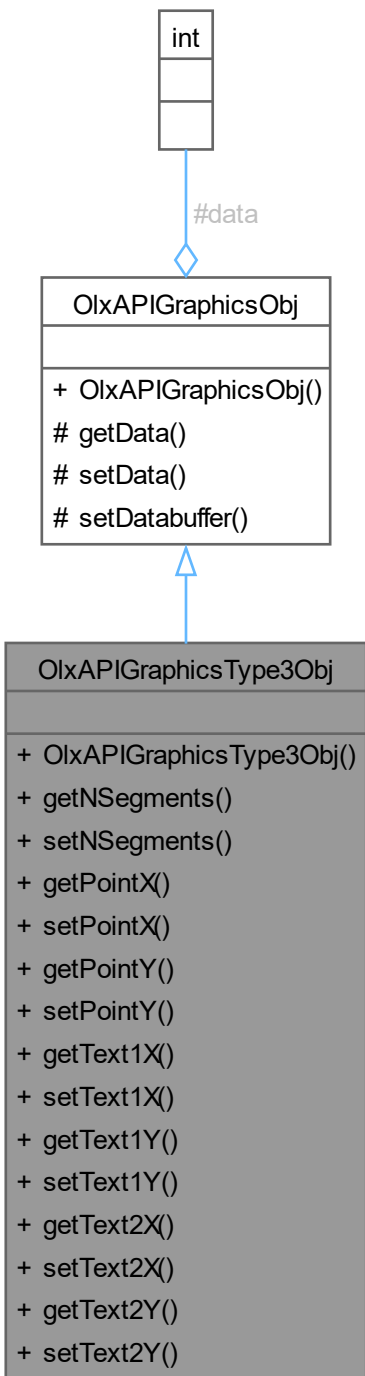 int
#data
OlxAPIGraphicsObj
+ OlxAPIGraphicsObj()
# getData()
# setData()
# setDatabuffer()
OlxAPIGraphicsType3Obj
+ OlxAPIGraphicsType3Obj()
+ getNSegments()
+ setNSegments()
+ getPointX()
+ setPointX()
+ getPointY()
+ setPointY()
+ getText1X()
+ setText1X()
+ getText1Y()
+ setText1Y()
+ getText2X()
+ setText2X()
+ getText2Y()
+ setText2Y()